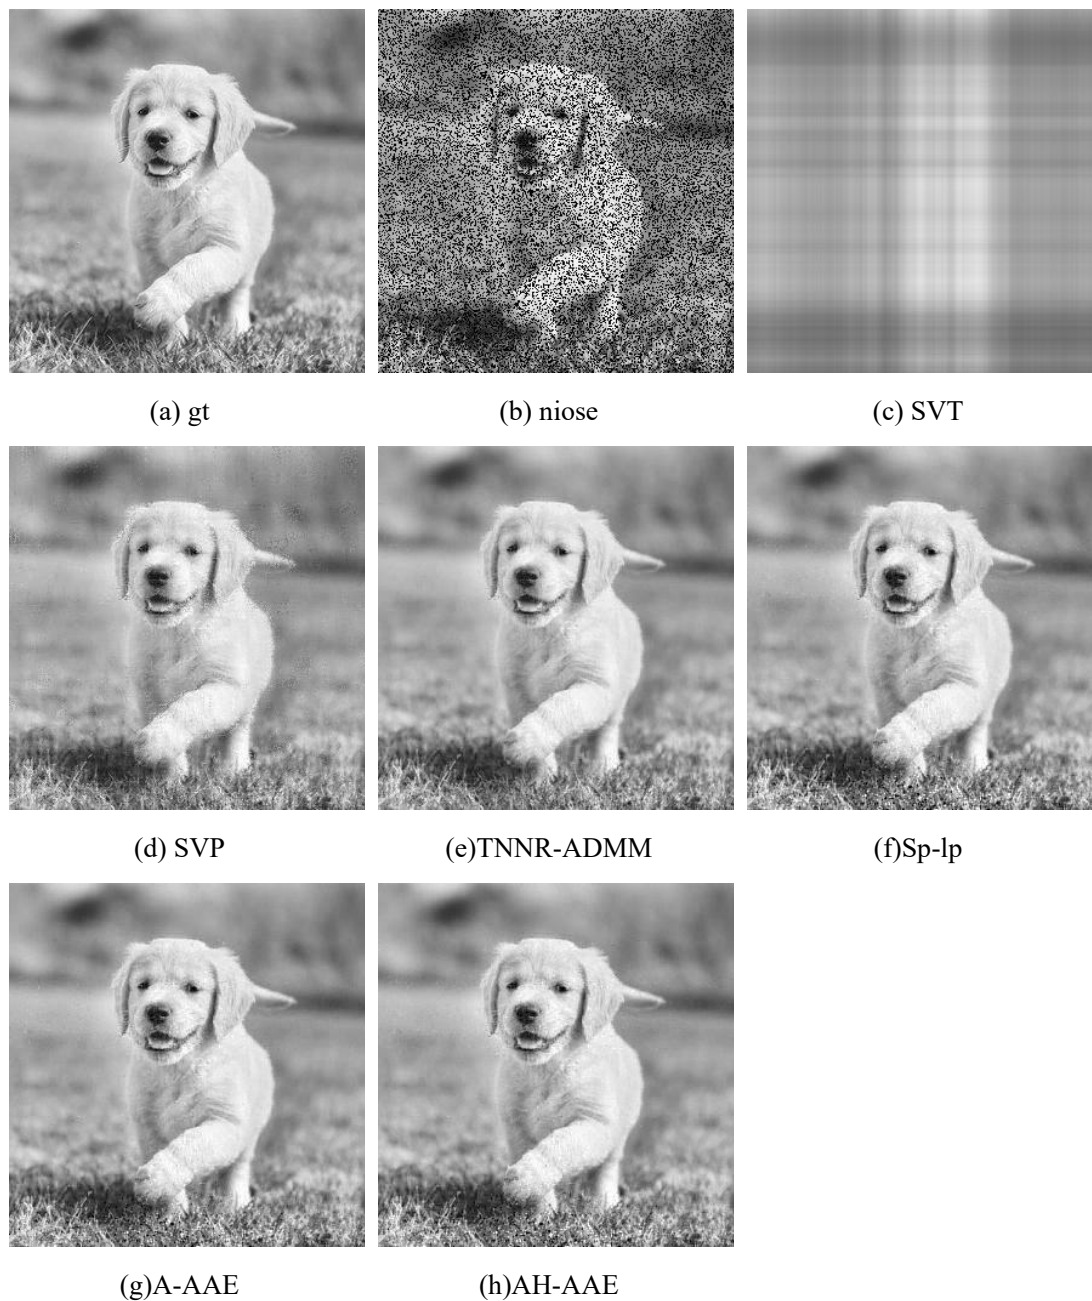 (a) gt
(b) niose
(c) SVT
(d) SVP
(e)TNNR-ADMM
(f)Sp-lp
(g)A-AAE
(h)AH-AAE